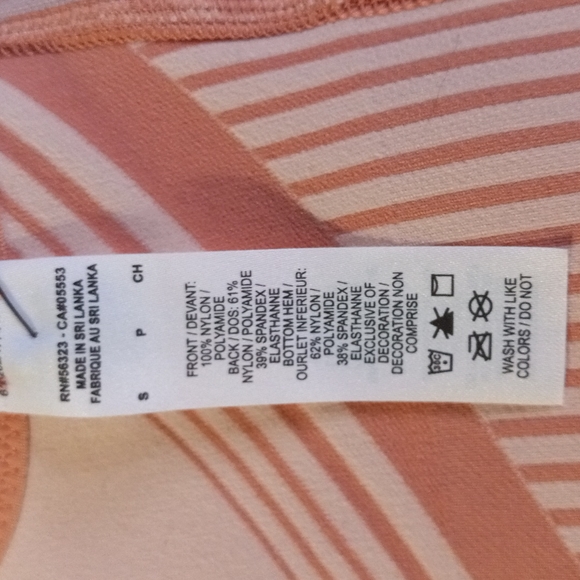 RN#56323 - CA#05553
MADE IN SRI LANKA
FABRIQUE AU SRI LANKA
S P CH
FRONT / DEVANT:
100% NYLON /
POLYAMIDE
BACK / DOS: 61%
NYLON / POLYAMIDE
39% SPANDEX /
ELASTHANNE
BOTTOM HEM /
OURLET INFERIEUR:
62% NYLON /
POLYAMIDE
38% SPANDEX /
ELASTHANNE
EXCLUSIVE OF
DECORATION /
DECORATION NON
COMPRISE
WASH WITH LIKE
COLORS / DO NOT